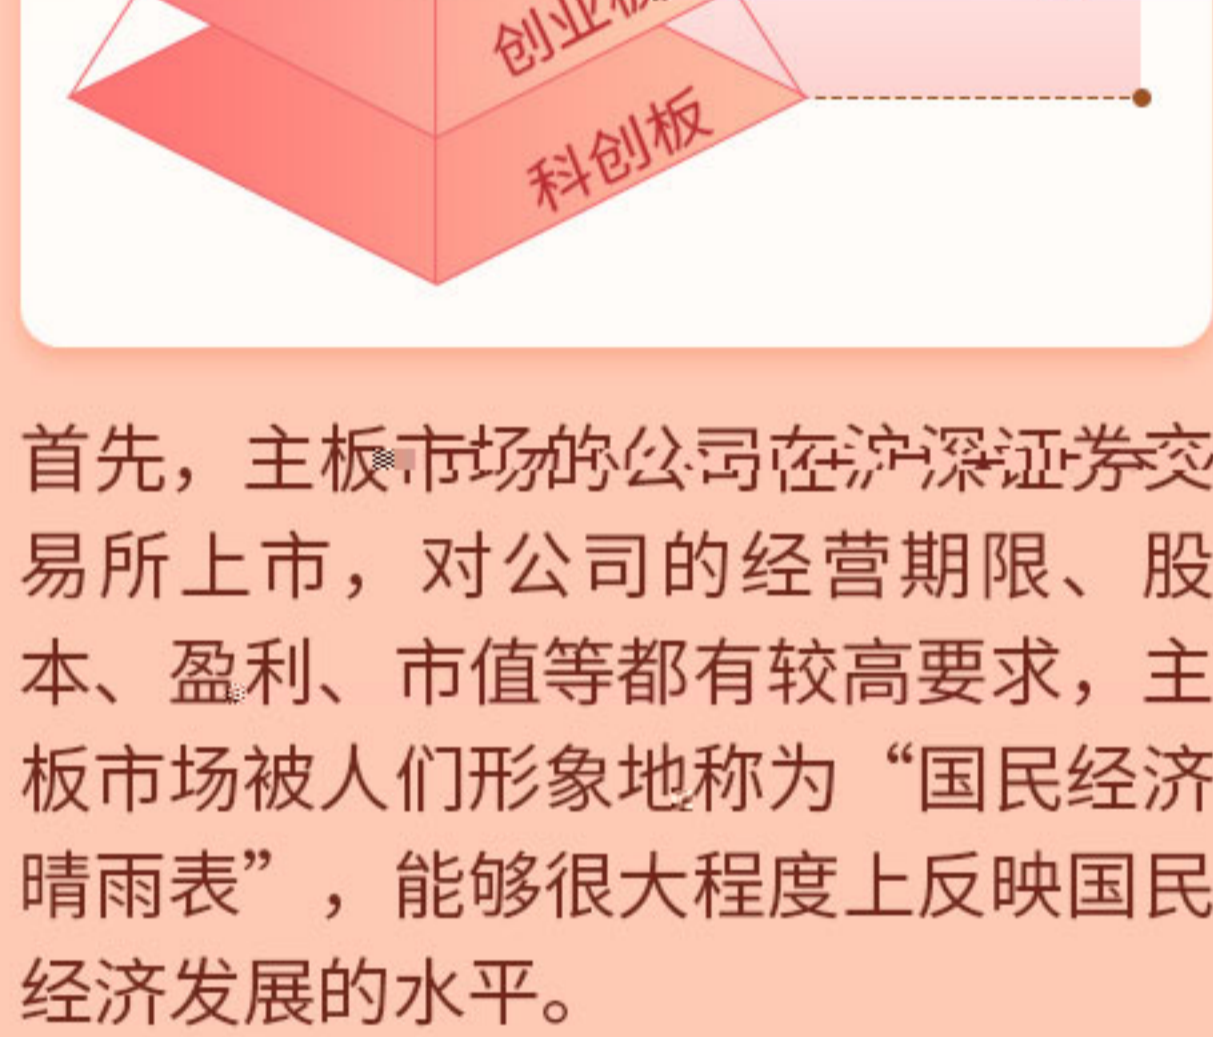 创业板
科创板
首先，主板市场的公司在沪深证券交
易所上市，对公司的经营期限、股
本、盈利、市值等都有较高要求，主
板市场被人们形象地称为“国民经济
晴雨表”，能够很大程度上反映国民
经济发展的水平。